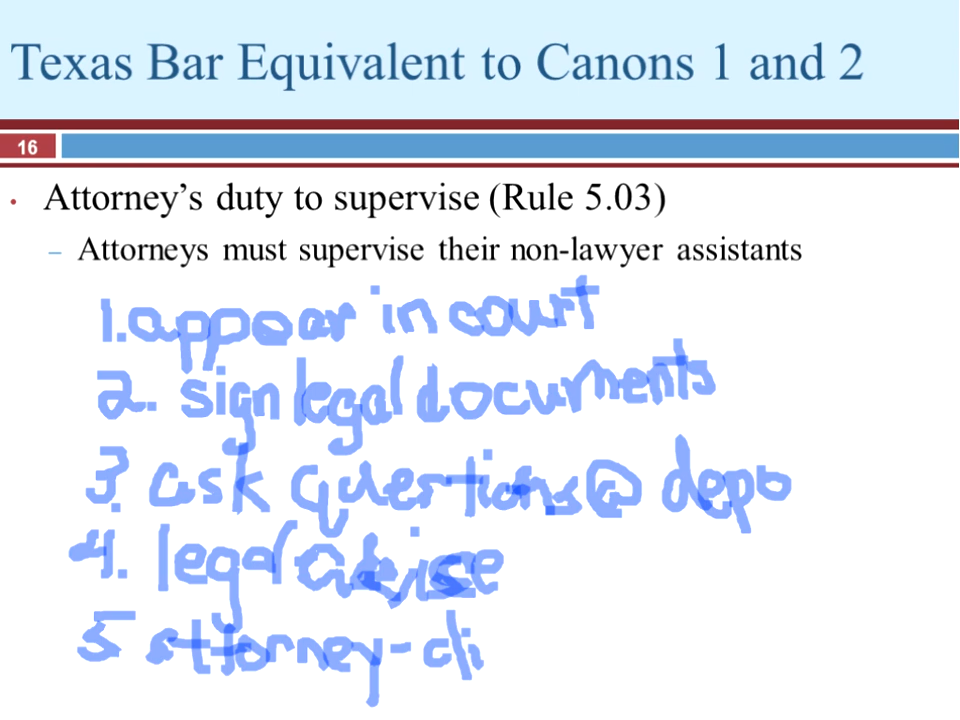 Texas Bar Equivalent to Canons 1 and 2
16
• Attorney’s duty to supervise (Rule 5.03)
– Attorneys must supervise their non-lawyer assistants
1. appear in court
2. sign legal documents
3. ask questions @ depo
4. legal advise
5 attorney-cli